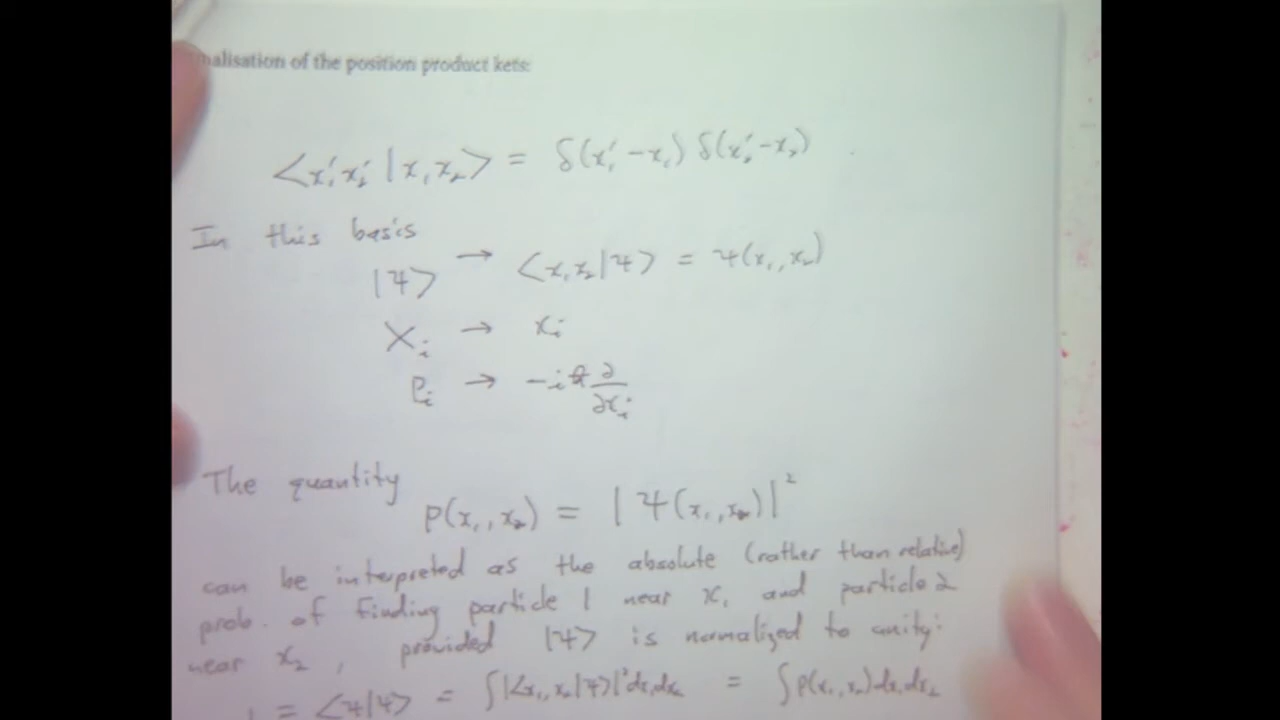 nalisation of the position product kets:
<x₁'x₂'|x₁x₂> = δ(x₁'-x₁) δ(x₂'-x₂)
In this basis
|Ψ> → <x₁x₂|Ψ> = Ψ(x₁,x₂)
Xᵢ → xᵢ
Pᵢ → -iħ ∂/∂xᵢ
The quantity
P(x₁,x₂) = |Ψ(x₁,x₂)|²
can be interpreted as the absolute (rather than relative)
prob. of finding particle 1 near x₁ and particle 2
near x₂, provided |Ψ> is normalized to unity:
1 = <Ψ|Ψ> = ∫|<x₁,x₂|Ψ>|²dx₁dx₂ = ∫P(x₁,x₂)dx₁dx₂